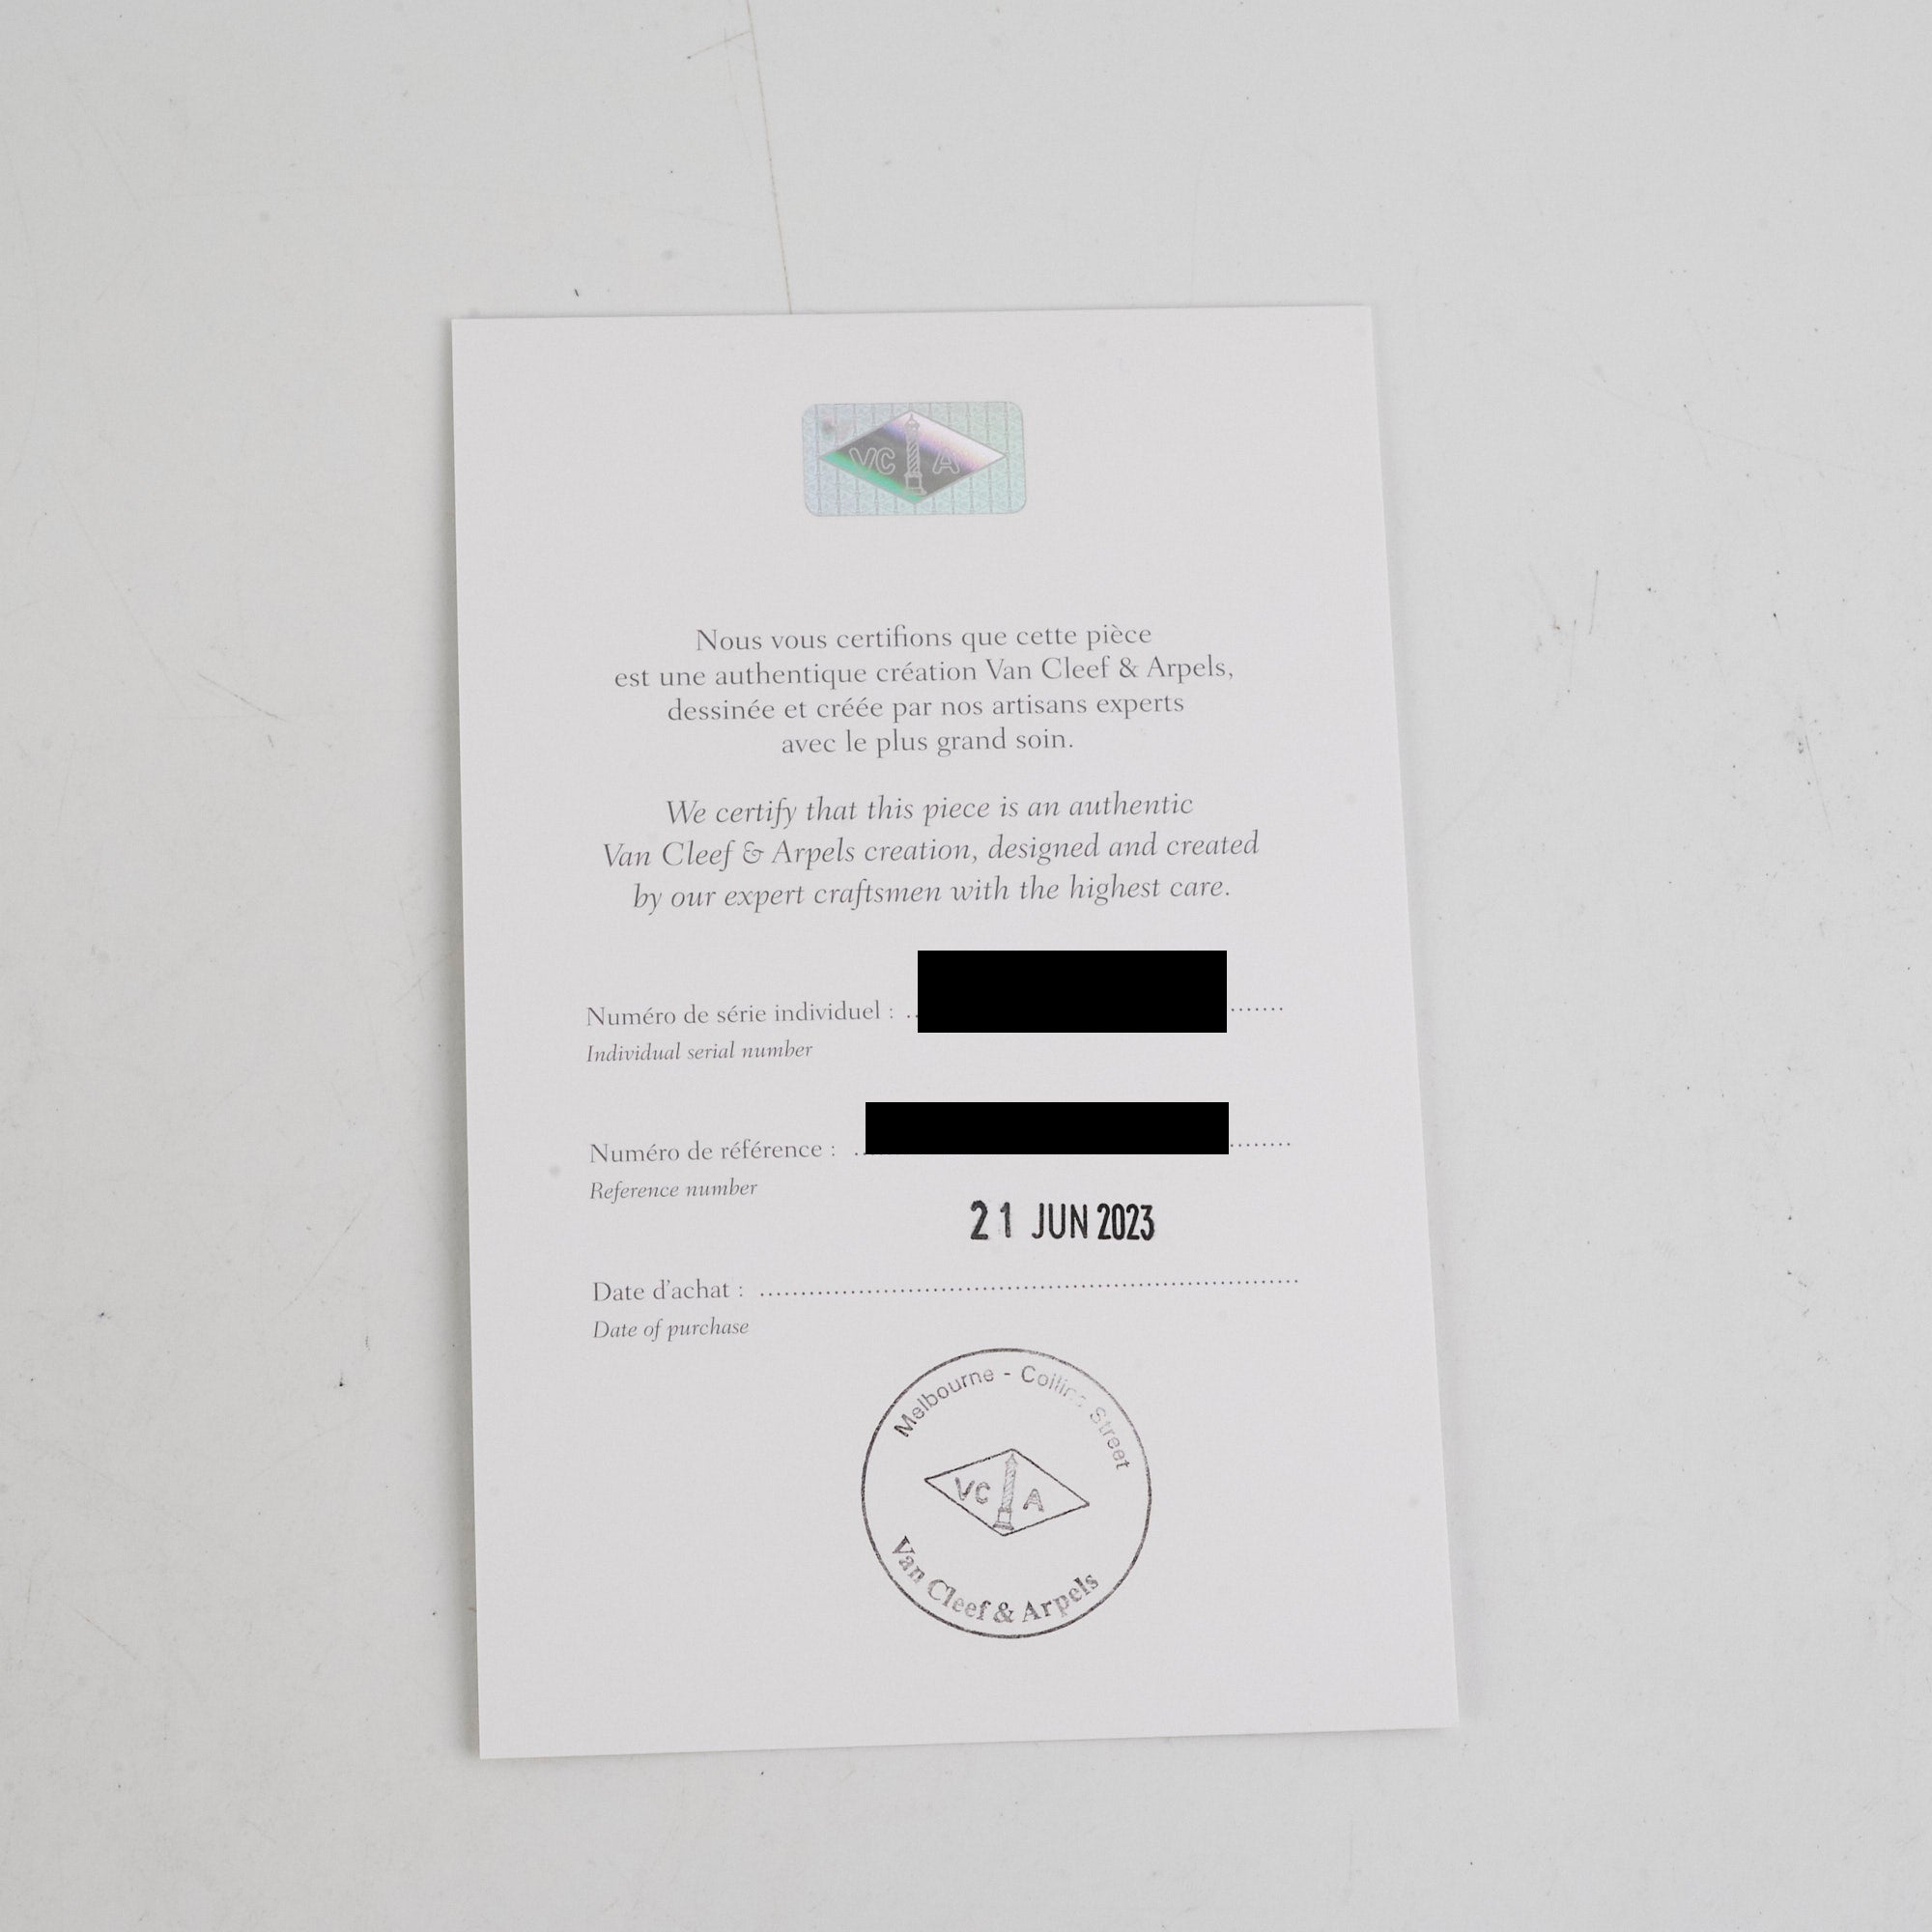 VC A
Nous vous certifions que cette pièce
est une authentique création Van Cleef & Arpels,
dessinée et créée par nos artisans experts
avec le plus grand soin.
We certify that this piece is an authentic
Van Cleef & Arpels creation, designed and created
by our expert craftsmen with the highest care.
Numéro de série individuel :
Individual serial number
Numéro de référence :
Reference number
21 JUN 2023
Date d'achat :
Date of purchase
Melbourne - Collins Street
VC A
Van Cleef & Arpels